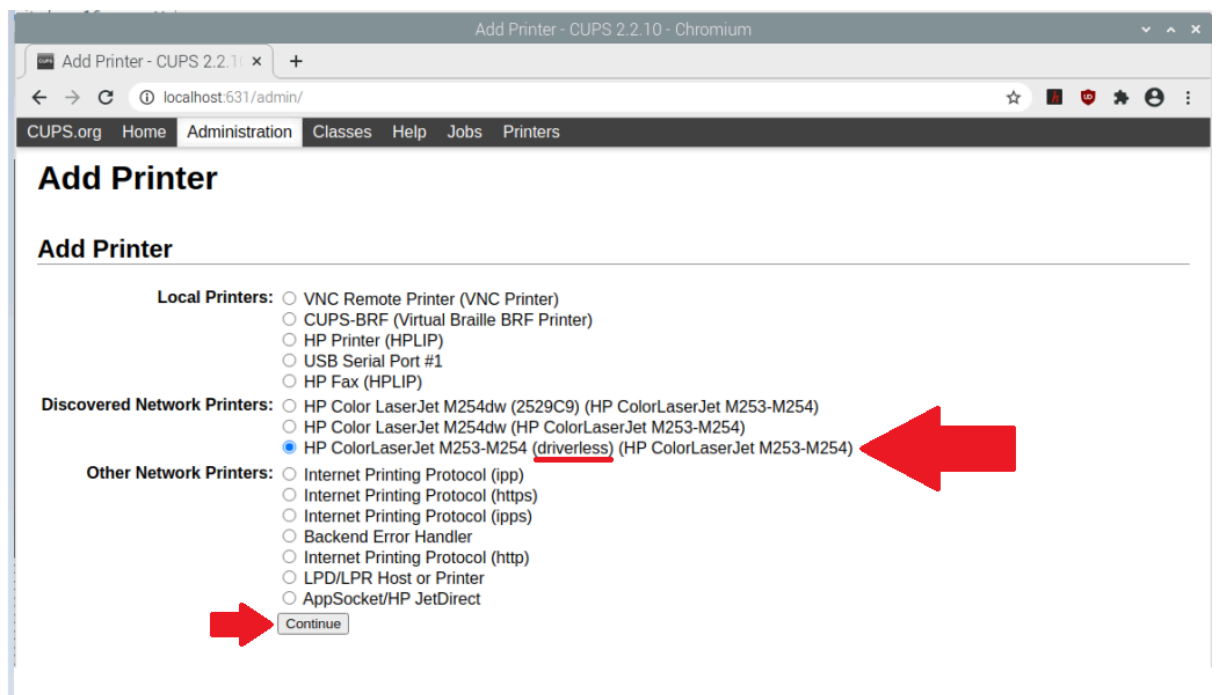 Add Printer - CUPS 2.2.10 - Chromium
Add Printer - CUPS 2.2.1
localhost:631/admin/
CUPS.org Home Administration Classes Help Jobs Printers
Add Printer
Add Printer
Local Printers: VNC Remote Printer (VNC Printer)
CUPS-BRF (Virtual Braille BRF Printer)
HP Printer (HPLIP)
USB Serial Port #1
HP Fax (HPLIP)
Discovered Network Printers: HP Color LaserJet M254dw (2529C9) (HP ColorLaserJet M253-M254)
HP Color LaserJet M254dw (HP ColorLaserJet M253-M254)
HP ColorLaserJet M253-M254 (driverless) (HP ColorLaserJet M253-M254)
Other Network Printers: Internet Printing Protocol (ipp)
Internet Printing Protocol (https)
Internet Printing Protocol (ipps)
Backend Error Handler
Internet Printing Protocol (http)
LPD/LPR Host or Printer
AppSocket/HP JetDirect
Continue